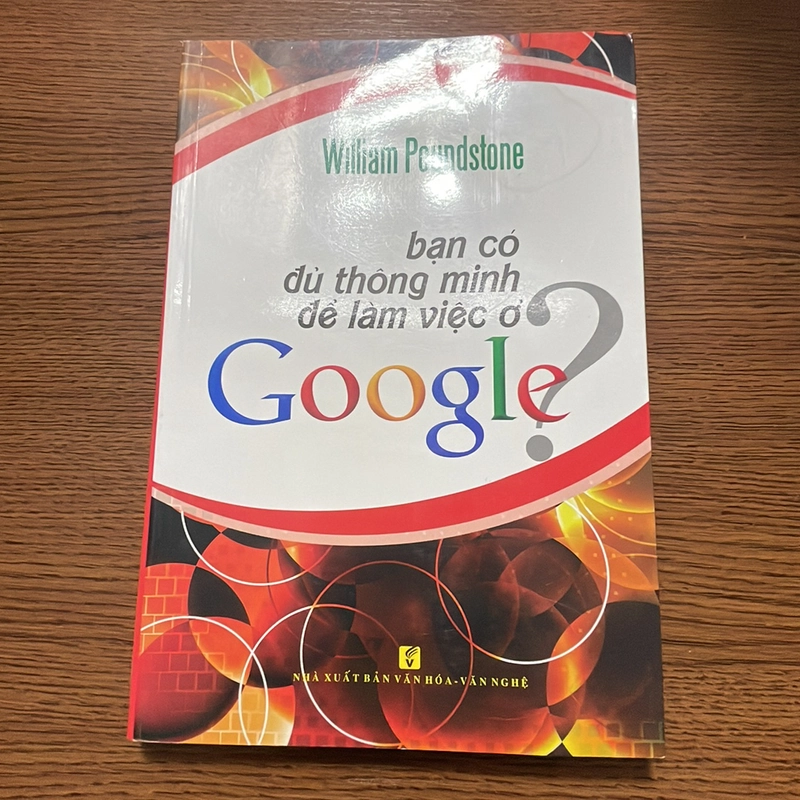 William Poundstone
bạn có
đủ thông minh
để làm việc ở
Google?
V
NHÀ XUẤT BẢN VĂN HÓA-VĂN NGHỆ